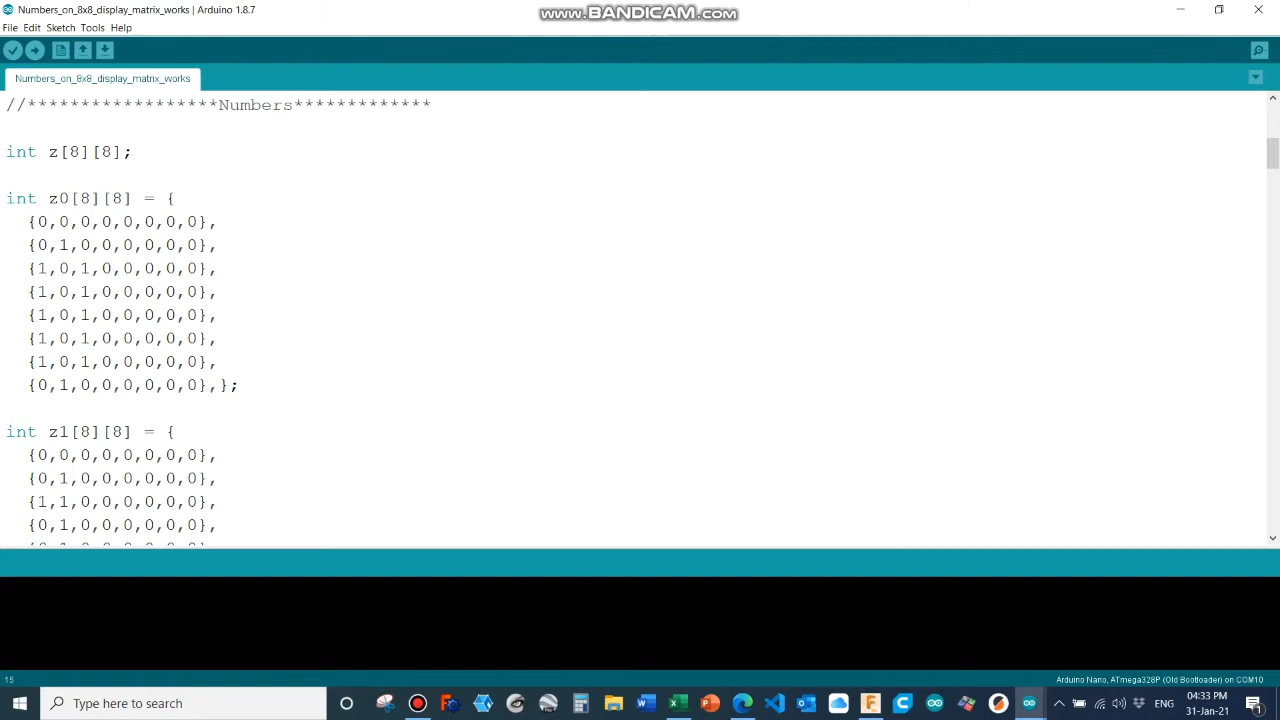 Numbers_on_8x8_display_matrix_works | Arduino 1.8.7
www.BANDICAM.com
File Edit Sketch Tools Help
Numbers_on_8x8_display_matrix_works
//******************Numbers*************
int z[8][8];
int z0[8][8] = {
{0,0,0,0,0,0,0,0},
{0,1,0,0,0,0,0,0},
{1,0,1,0,0,0,0,0},
{1,0,1,0,0,0,0,0},
{1,0,1,0,0,0,0,0},
{1,0,1,0,0,0,0,0},
{1,0,1,0,0,0,0,0},
{0,1,0,0,0,0,0,0},};
int z1[8][8] = {
{0,0,0,0,0,0,0,0},
{0,1,0,0,0,0,0,0},
{1,1,0,0,0,0,0,0},
{0,1,0,0,0,0,0,0},
15
Arduino Nano, ATmega328P (Old Bootloader) on COM10
Type here to search
ENG
04:33 PM
31-Jan-21
1